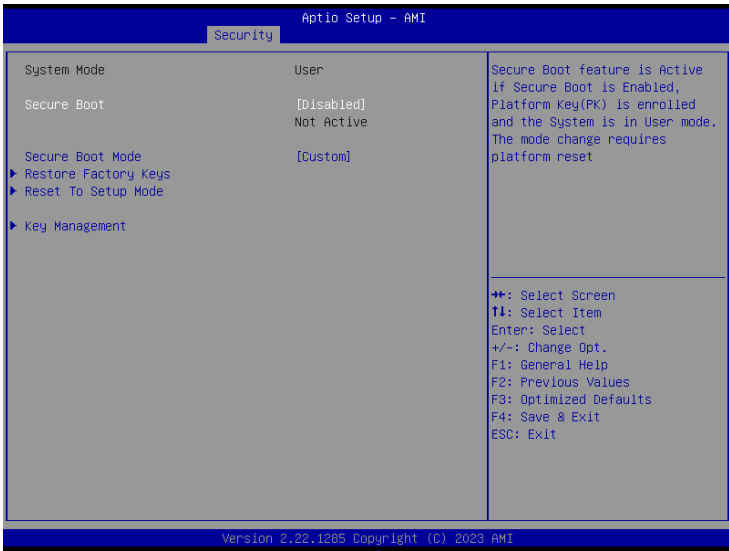 Aptio Setup – AMI
Security
System Mode User
Secure Boot [Disabled]
Not Active
Secure Boot Mode [Custom]
▶ Restore Factory Keys
▶ Reset To Setup Mode
▶ Key Management
Secure Boot feature is Active
if Secure Boot is Enabled,
Platform Key(PK) is enrolled
and the System is in User mode.
The mode change requires
platform reset
→←: Select Screen
↑↓: Select Item
Enter: Select
+/-: Change Opt.
F1: General Help
F2: Previous Values
F3: Optimized Defaults
F4: Save & Exit
ESC: Exit
Version 2.22.1285 Copyright (C) 2023 AMI